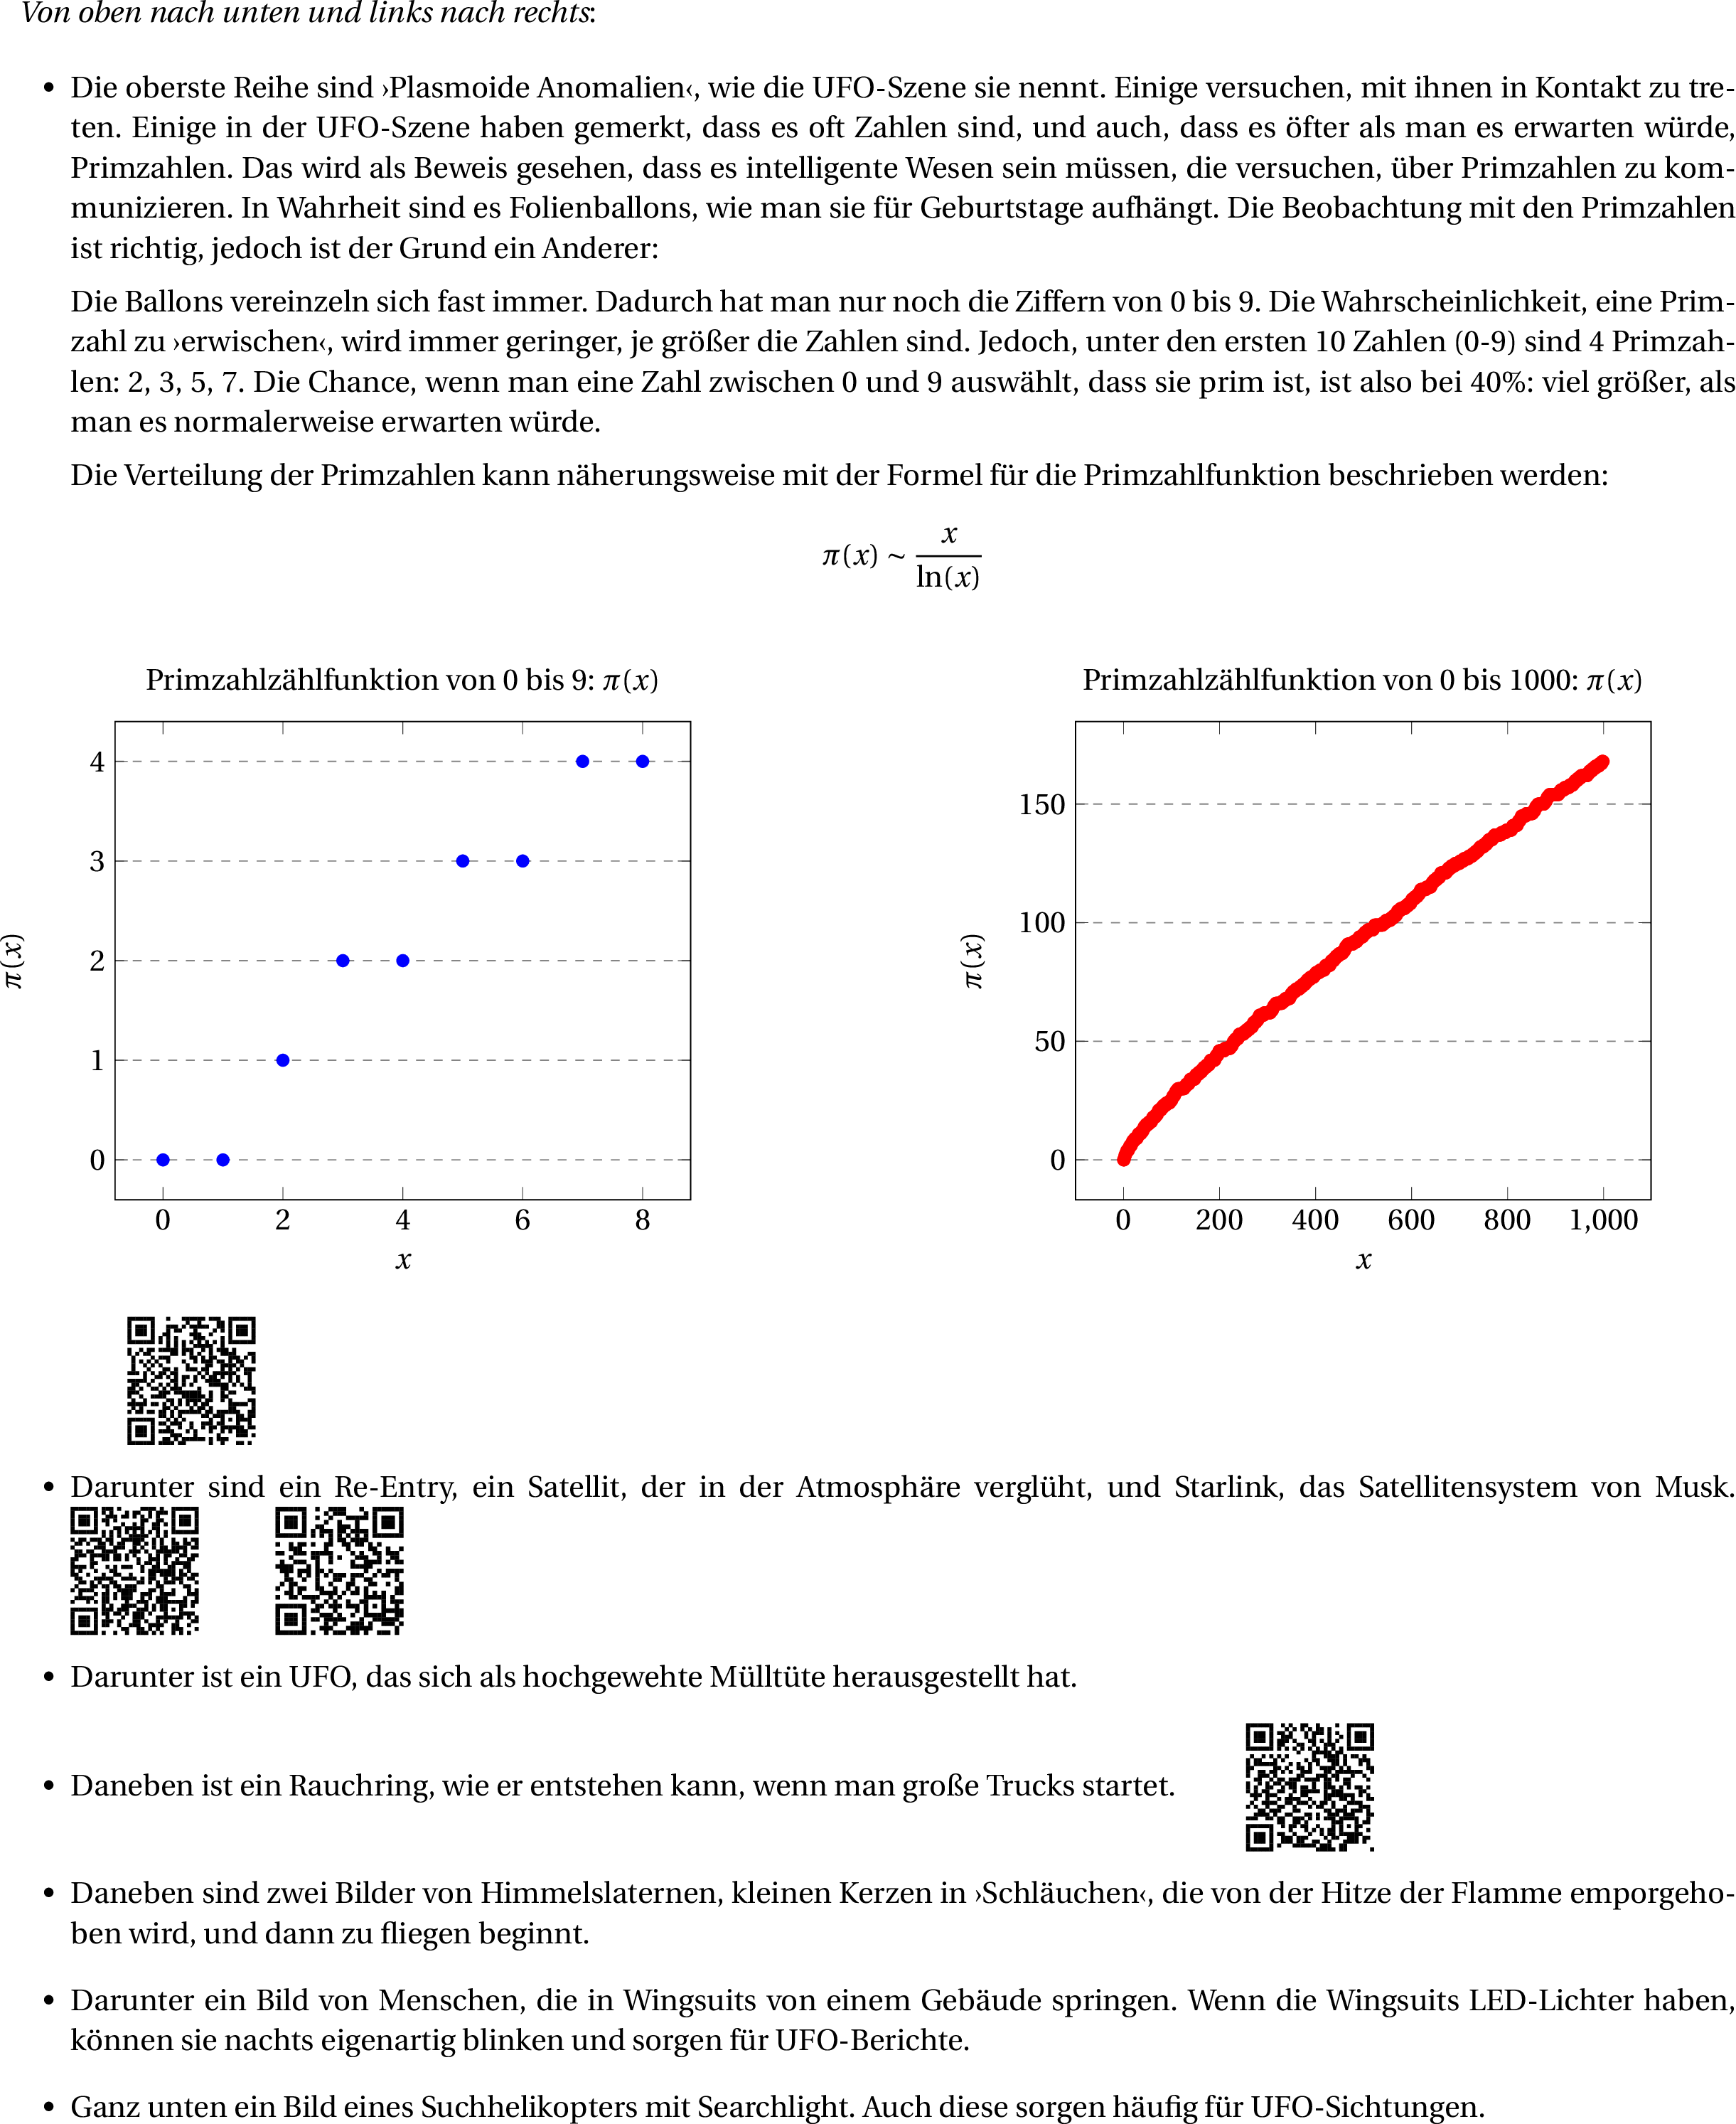 Von oben nach unten und links nach rechts:
• Die oberste Reihe sind ›Plasmoide Anomalien‹, wie die UFO-Szene sie nennt. Einige versuchen, mit ihnen in Kontakt zu tre-
ten. Einige in der UFO-Szene haben gemerkt, dass es oft Zahlen sind, und auch, dass es öfter als man es erwarten würde,
Primzahlen. Das wird als Beweis gesehen, dass es intelligente Wesen sein müssen, die versuchen, über Primzahlen zu kom-
munizieren. In Wahrheit sind es Folienballons, wie man sie für Geburtstage aufhängt. Die Beobachtung mit den Primzahlen
ist richtig, jedoch ist der Grund ein Anderer:
Die Ballons vereinzeln sich fast immer. Dadurch hat man nur noch die Ziffern von 0 bis 9. Die Wahrscheinlichkeit, eine Prim-
zahl zu ›erwischen‹, wird immer geringer, je größer die Zahlen sind. Jedoch, unter den ersten 10 Zahlen (0-9) sind 4 Primzah-
len: 2, 3, 5, 7. Die Chance, wenn man eine Zahl zwischen 0 und 9 auswählt, dass sie prim ist, ist also bei 40%: viel größer, als
man es normalerweise erwarten würde.
Die Verteilung der Primzahlen kann näherungsweise mit der Formel für die Primzahlfunktion beschrieben werden:
π(x) ~ x / ln(x)
Primzahlzählfunktion von 0 bis 9: π(x)
4
3
2
1
0
π(x)
0 2 4 6 8
x
Primzahlzählfunktion von 0 bis 1000: π(x)
150
100
50
0
π(x)
0 200 400 600 800 1,000
x
• Darunter sind ein Re-Entry, ein Satellit, der in der Atmosphäre verglüht, und Starlink, das Satellitensystem von Musk.
• Darunter ist ein UFO, das sich als hochgewehte Mülltüte herausgestellt hat.
• Daneben ist ein Rauchring, wie er entstehen kann, wenn man große Trucks startet.
• Daneben sind zwei Bilder von Himmelslaternen, kleinen Kerzen in ›Schläuchen‹, die von der Hitze der Flamme emporgeho-
ben wird, und dann zu fliegen beginnt.
• Darunter ein Bild von Menschen, die in Wingsuits von einem Gebäude springen. Wenn die Wingsuits LED-Lichter haben,
können sie nachts eigenartig blinken und sorgen für UFO-Berichte.
• Ganz unten ein Bild eines Suchhelikopters mit Searchlight. Auch diese sorgen häufig für UFO-Sichtungen.